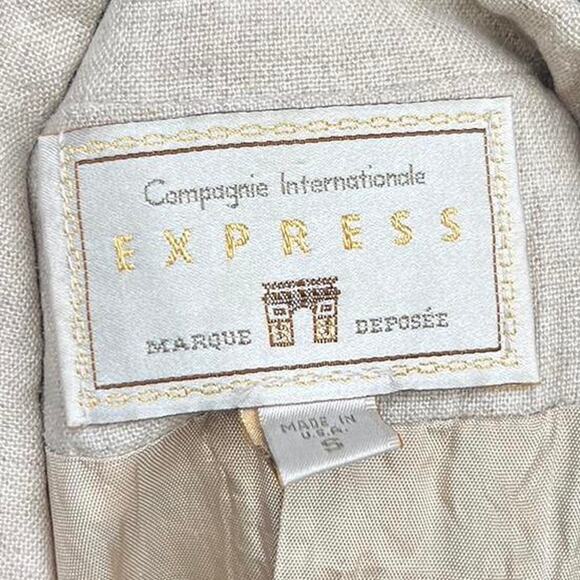 Compagnie Internationale
EXPRESS
MARQUE DEPOSÉE
MADE IN
U.S.A.
S